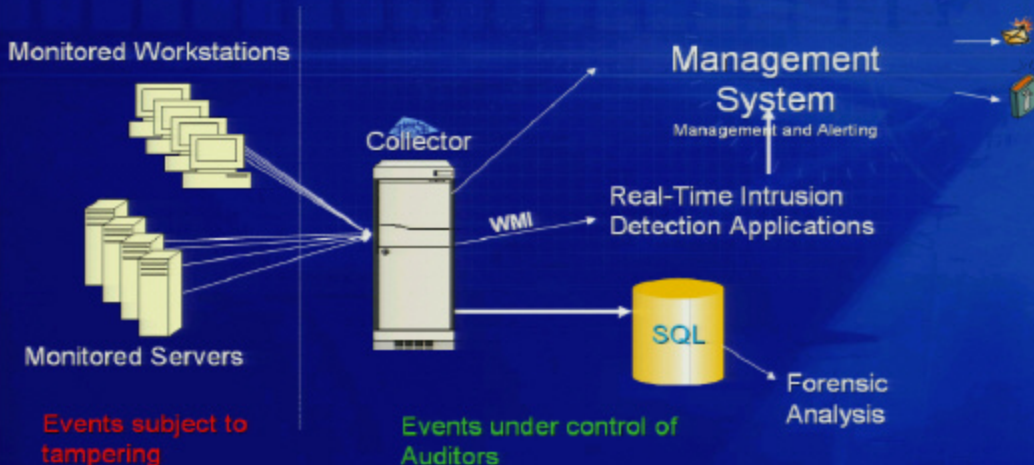 Monitored Workstations
Management
System
Management and Alerting
Collector
Real-Time Intrusion
Detection Applications
WMI
SQL
Monitored Servers
Forensic
Analysis
Events subject to
tampering
Events under control of
Auditors